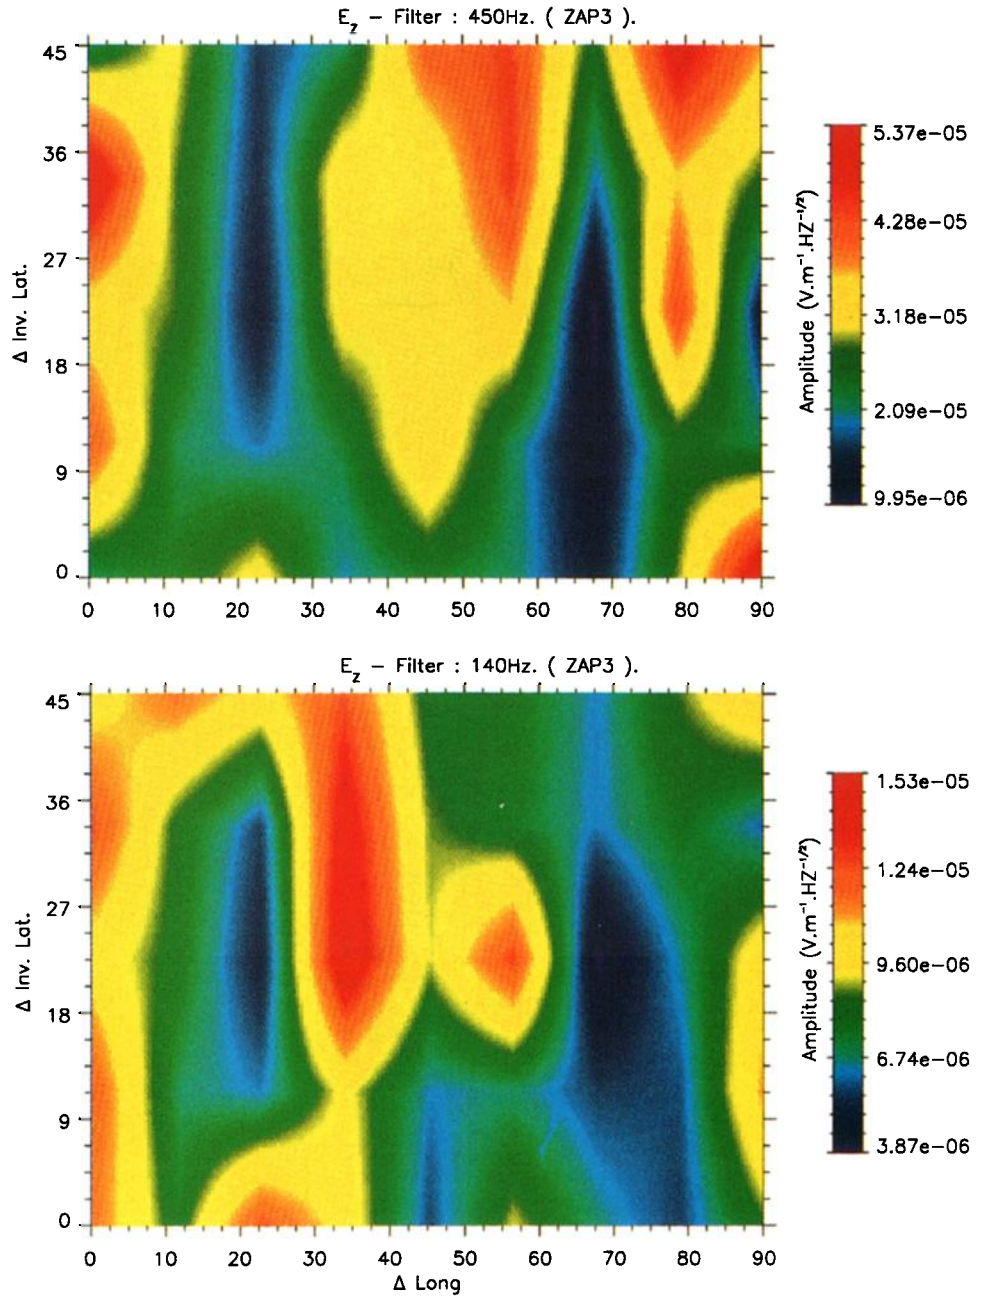 E_z – Filter : 450Hz. ( ZAP3 ).
45
36
27
18
9
0
Δ Inv. Lat.
0 10 20 30 40 50 60 70 80 90
5.37e−05
4.28e−05
3.18e−05
2.09e−05
9.95e−06
Amplitude (V.m⁻¹.HZ⁻¹/²)
E_z – Filter : 140Hz. ( ZAP3 ).
45
36
27
18
9
0
Δ Inv. Lat.
0 10 20 30 40 50 60 70 80 90
Δ Long
1.53e−05
1.24e−05
9.60e−06
6.74e−06
3.87e−06
Amplitude (V.m⁻¹.HZ⁻¹/²)